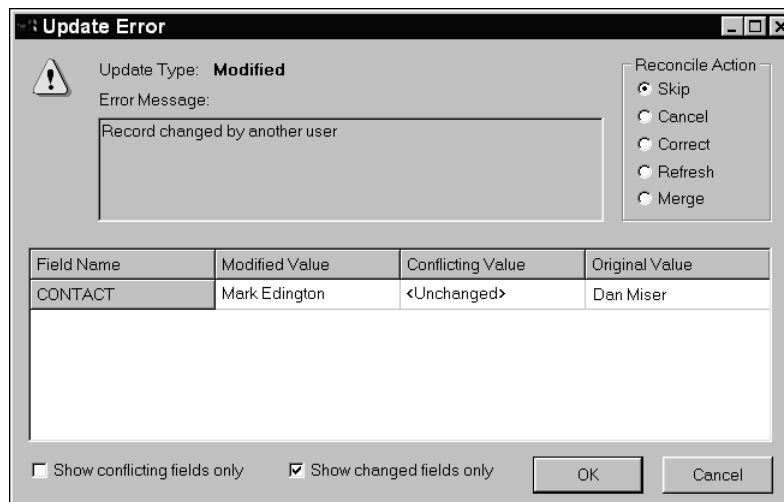 Update Error
Update Type: Modified
Error Message:
Record changed by another user
Reconcile Action
Skip
Cancel
Correct
Refresh
Merge
Field Name Modified Value Conflicting Value Original Value
CONTACT Mark Edington <Unchanged> Dan Miser
Show conflicting fields only Show changed fields only OK Cancel